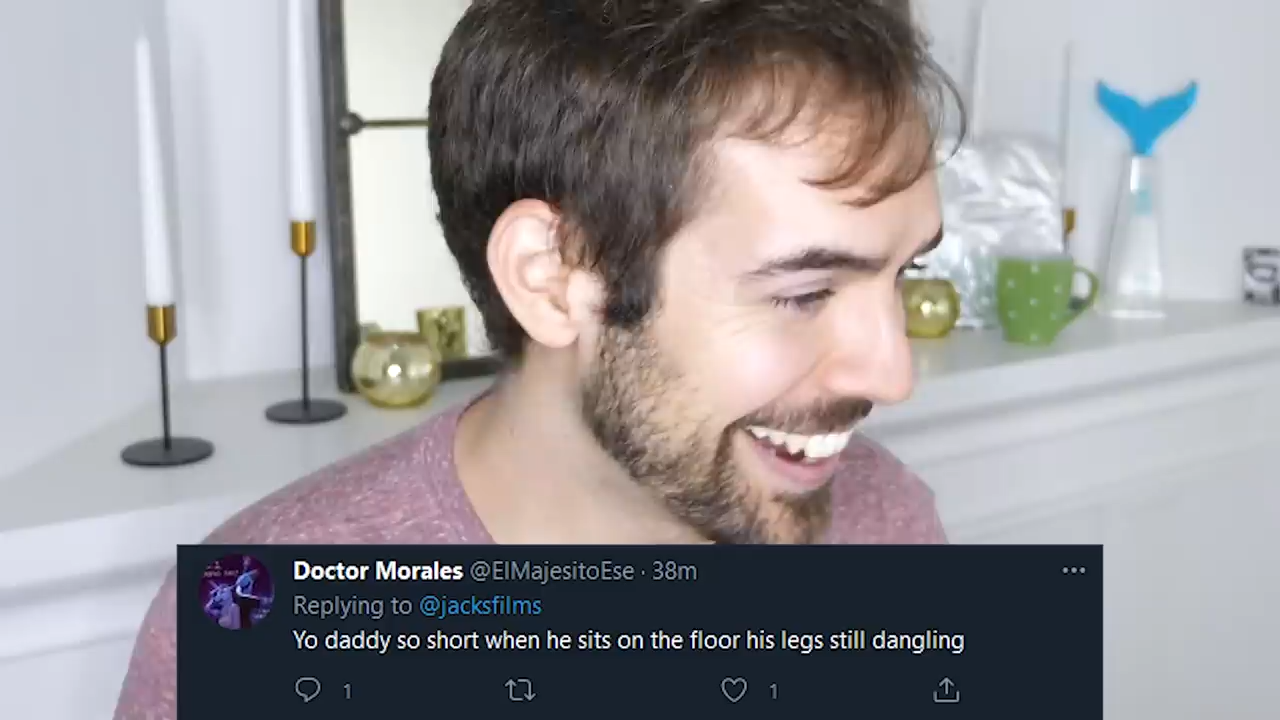 Doctor Morales @ElMajesitoEse · 38m
Replying to @jacksfilms
Yo daddy so short when he sits on the floor his legs still dangling
1 1